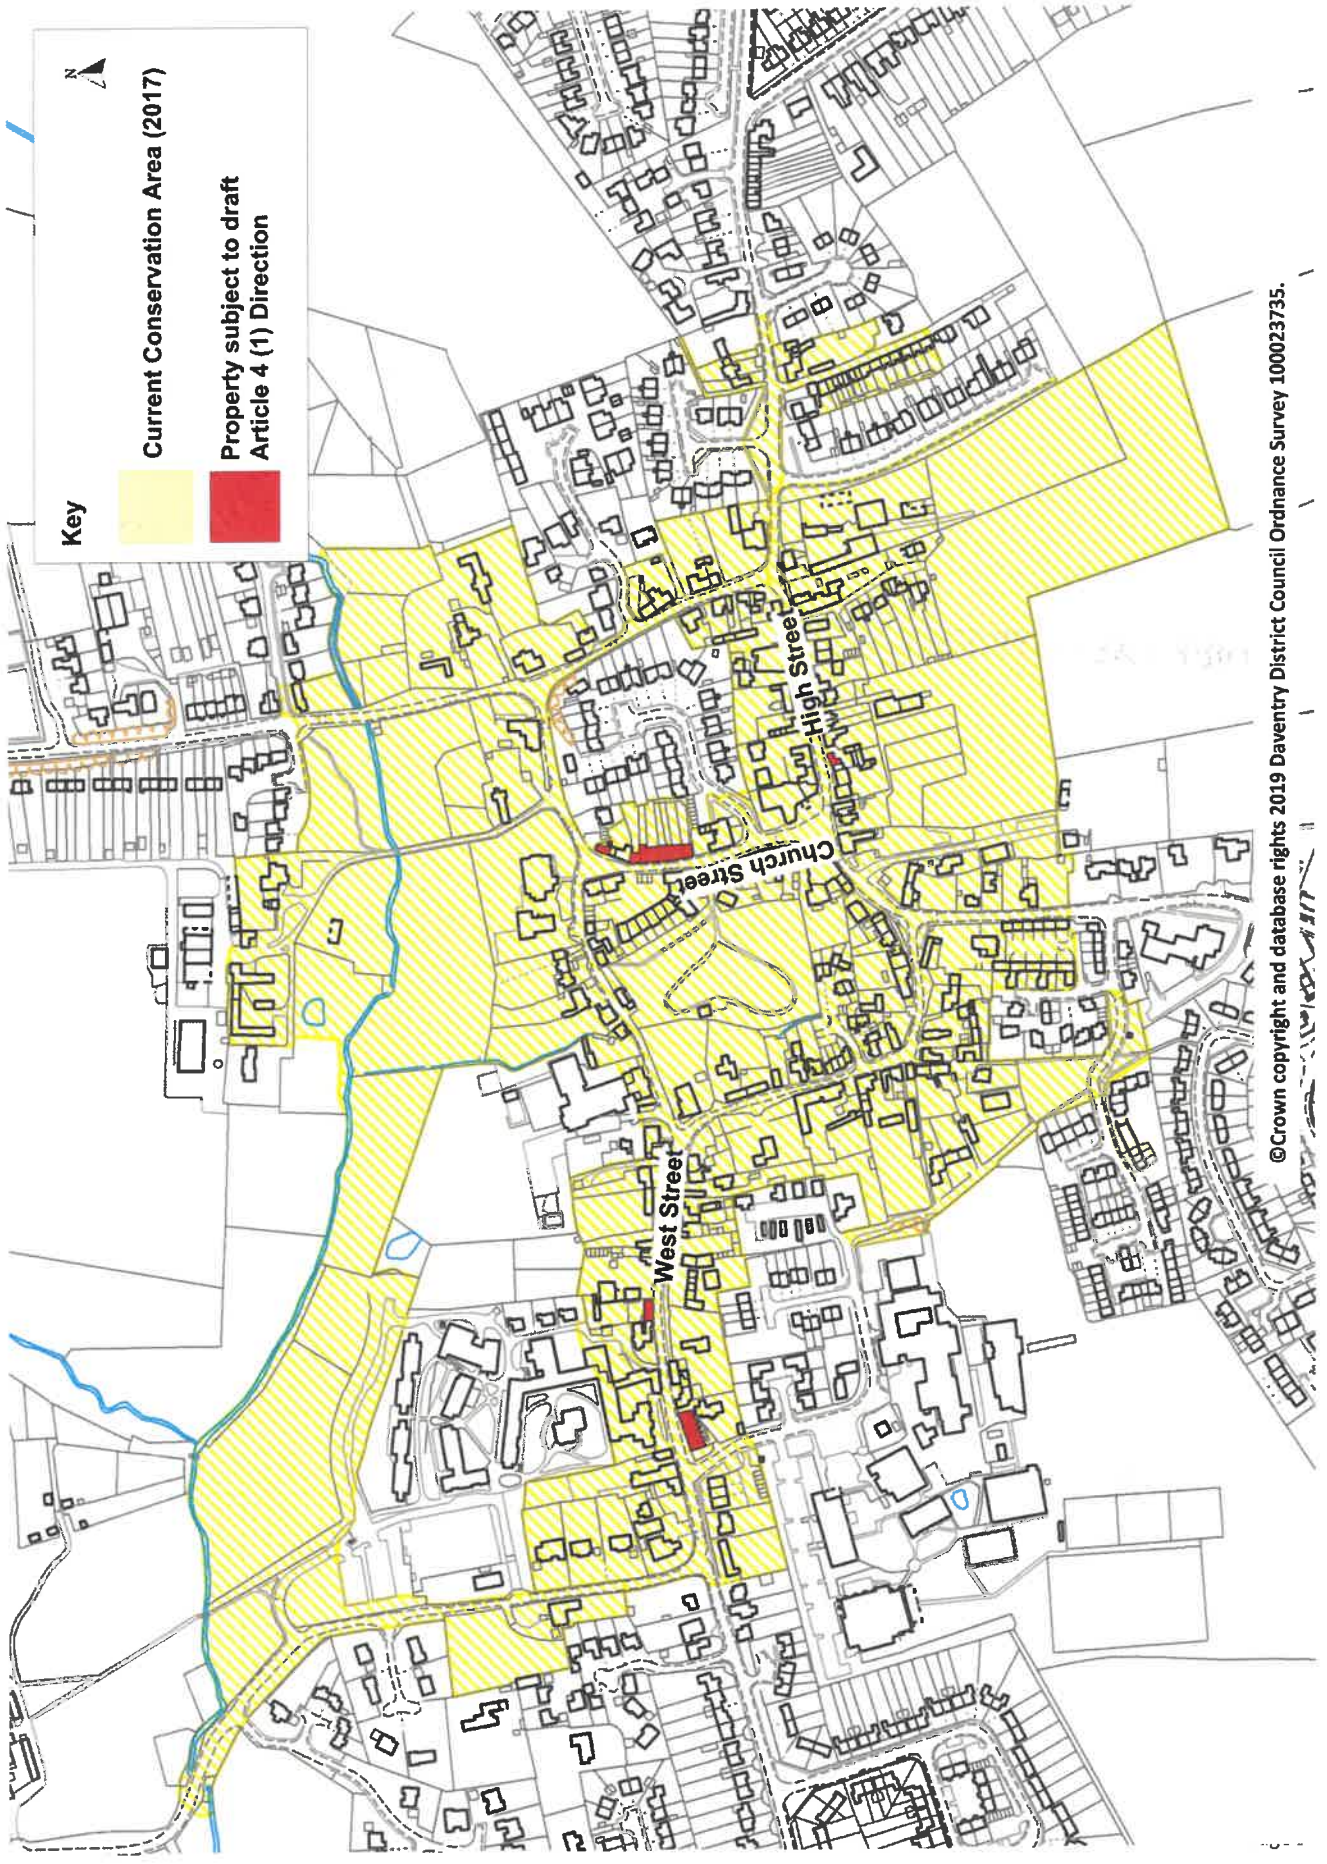 Key
N
Current Conservation Area (2017)
Property subject to draft
Article 4 (1) Direction
West Street
Church Street
High Street
©Crown copyright and database rights 2019 Daventry District Council Ordnance Survey 100023735.